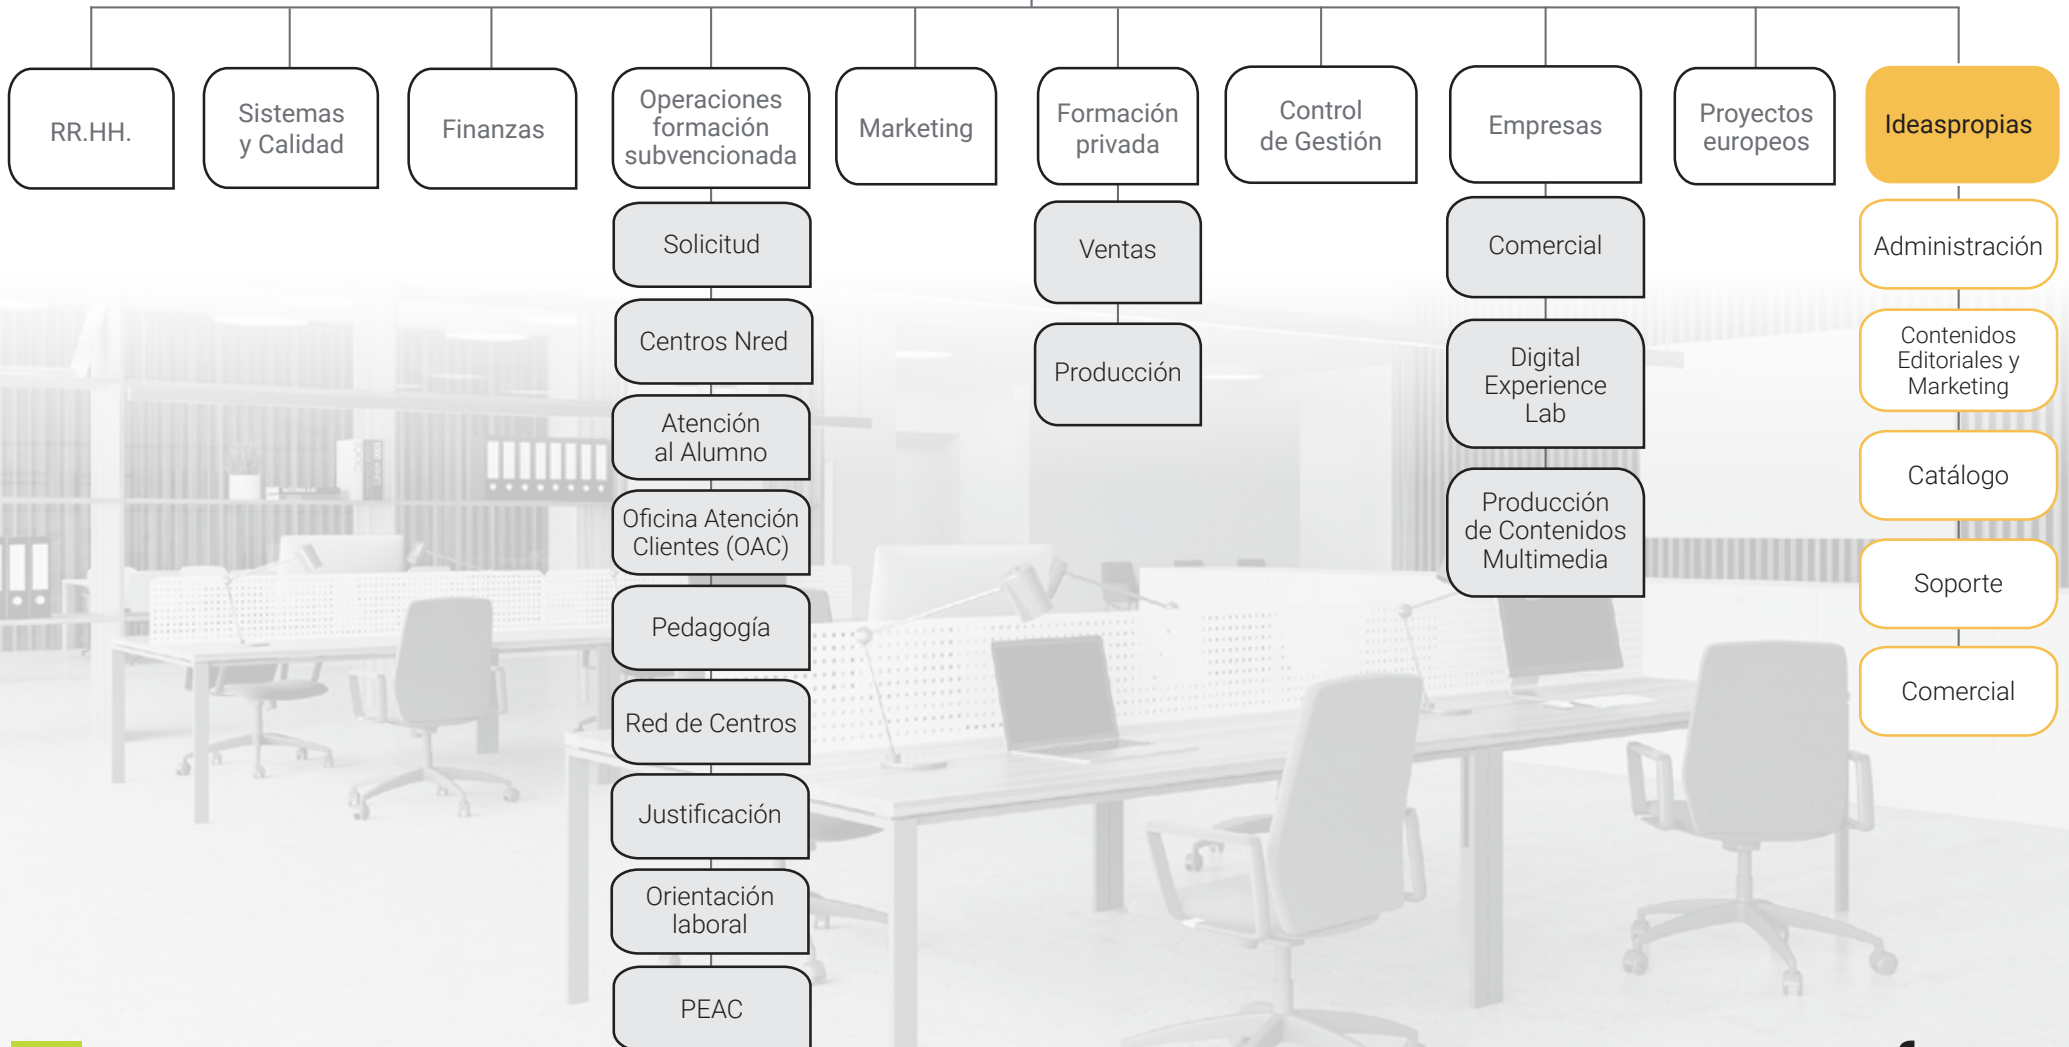 RR.HH.
Sistemas
y Calidad
Finanzas
Operaciones
formación
subvencionada
Marketing
Formación
privada
Control
de Gestión
Empresas
Proyectos
europeos
Ideaspropias
Solicitud
Centros Nred
Atención
al Alumno
Oficina Atención
Clientes (OAC)
Pedagogía
Red de Centros
Justificación
Orientación
laboral
PEAC
Ventas
Producción
Comercial
Digital
Experience
Lab
Producción
de Contenidos
Multimedia
Administración
Contenidos
Editoriales y
Marketing
Catálogo
Soporte
Comercial